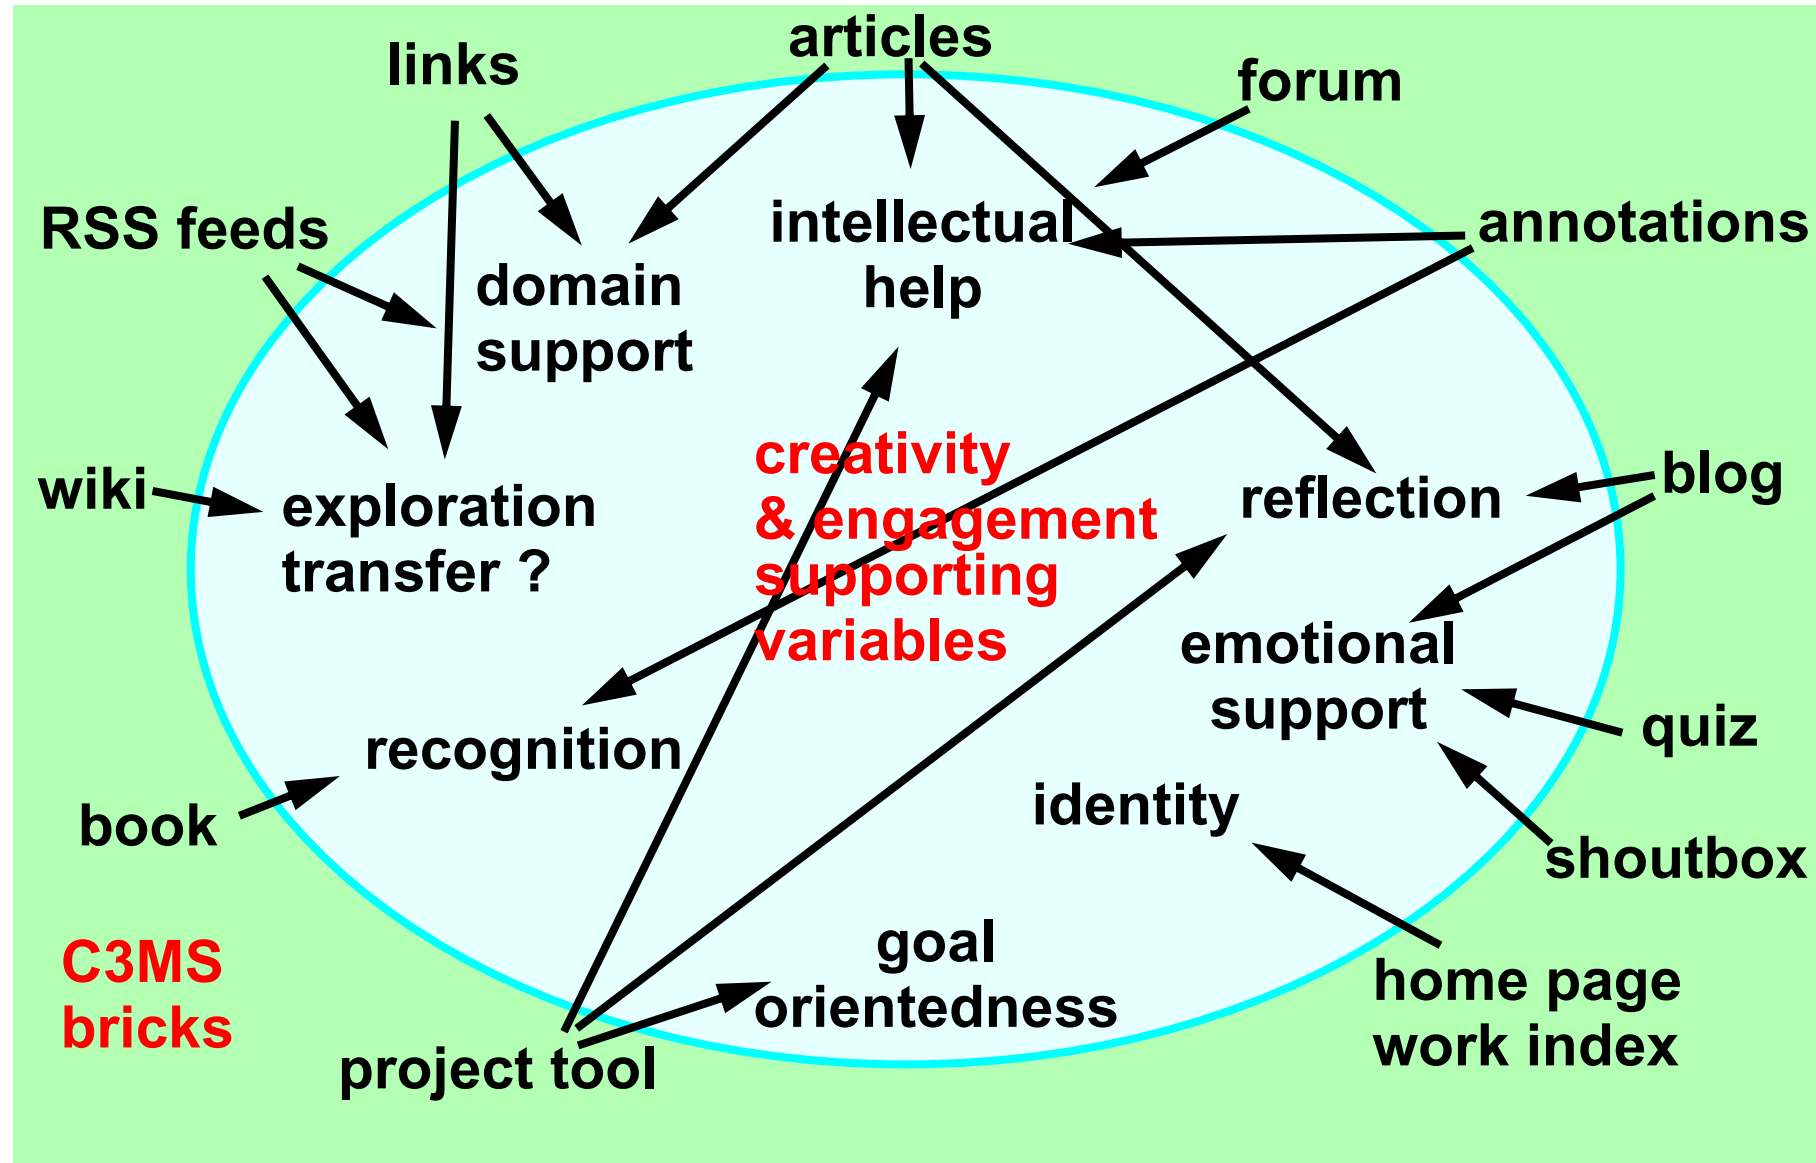 articles
links
forum
RSS feeds
intellectual
help
annotations
domain
support
creativity
& engagement
supporting
variables
wiki
exploration
transfer ?
reflection
blog
emotional
support
recognition
quiz
book
identity
shoutbox
C3MS
bricks
goal
orientedness
home page
work index
project tool